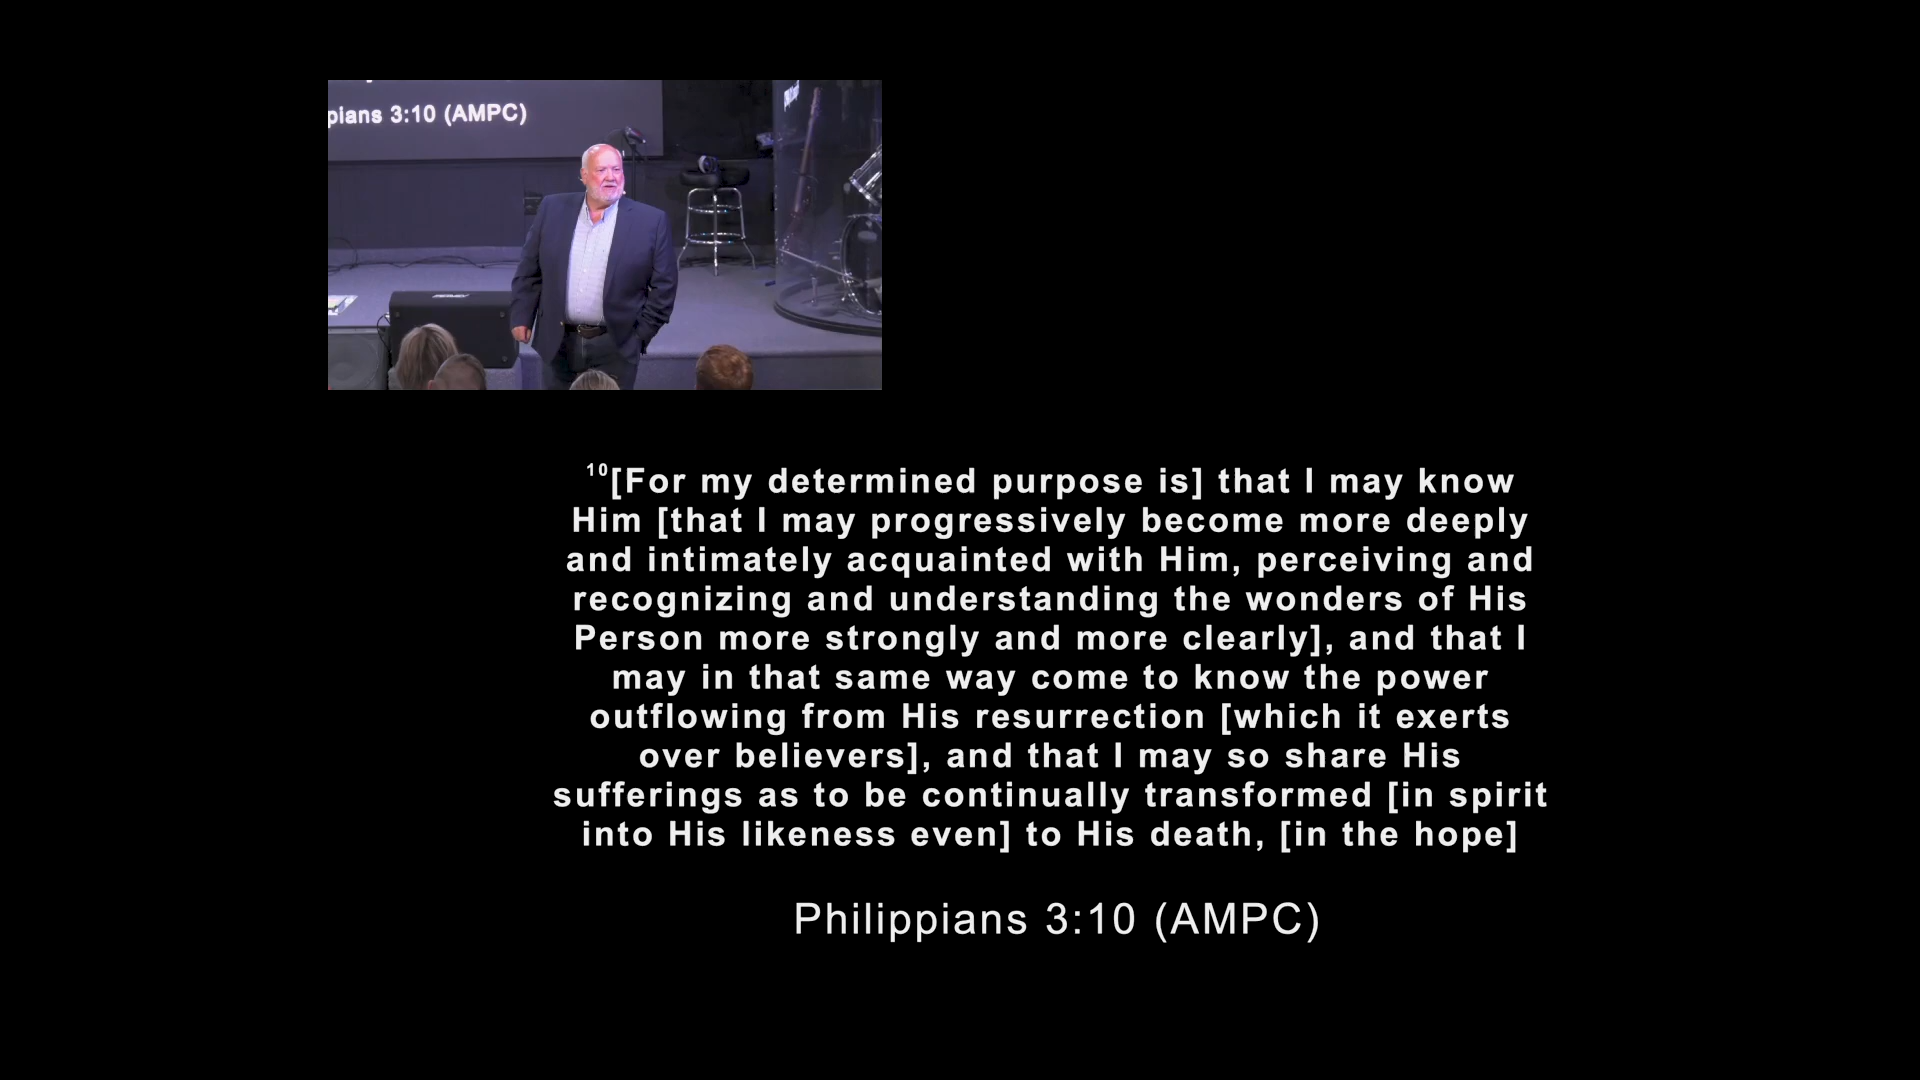 pians 3:10 (AMPC)
¹⁰[For my determined purpose is] that I may know
Him [that I may progressively become more deeply
and intimately acquainted with Him, perceiving and
recognizing and understanding the wonders of His
Person more strongly and more clearly], and that I
may in that same way come to know the power
outflowing from His resurrection [which it exerts
over believers], and that I may so share His
sufferings as to be continually transformed [in spirit
into His likeness even] to His death, [in the hope]
Philippians 3:10 (AMPC)